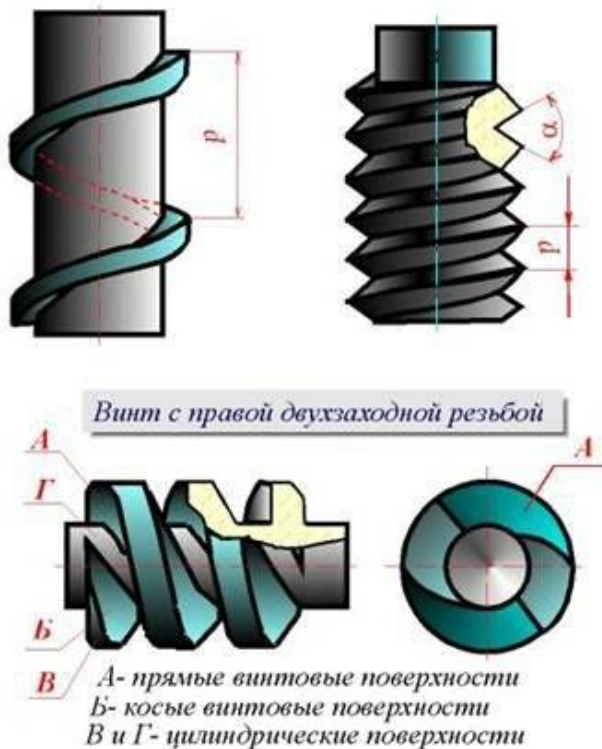 р
α
р
Винт с правой двухзаходной резьбой
А
Г
Б
В
А
А- прямые винтовые поверхности
Б- косые винтовые поверхности
В и Г- цилиндрические поверхности